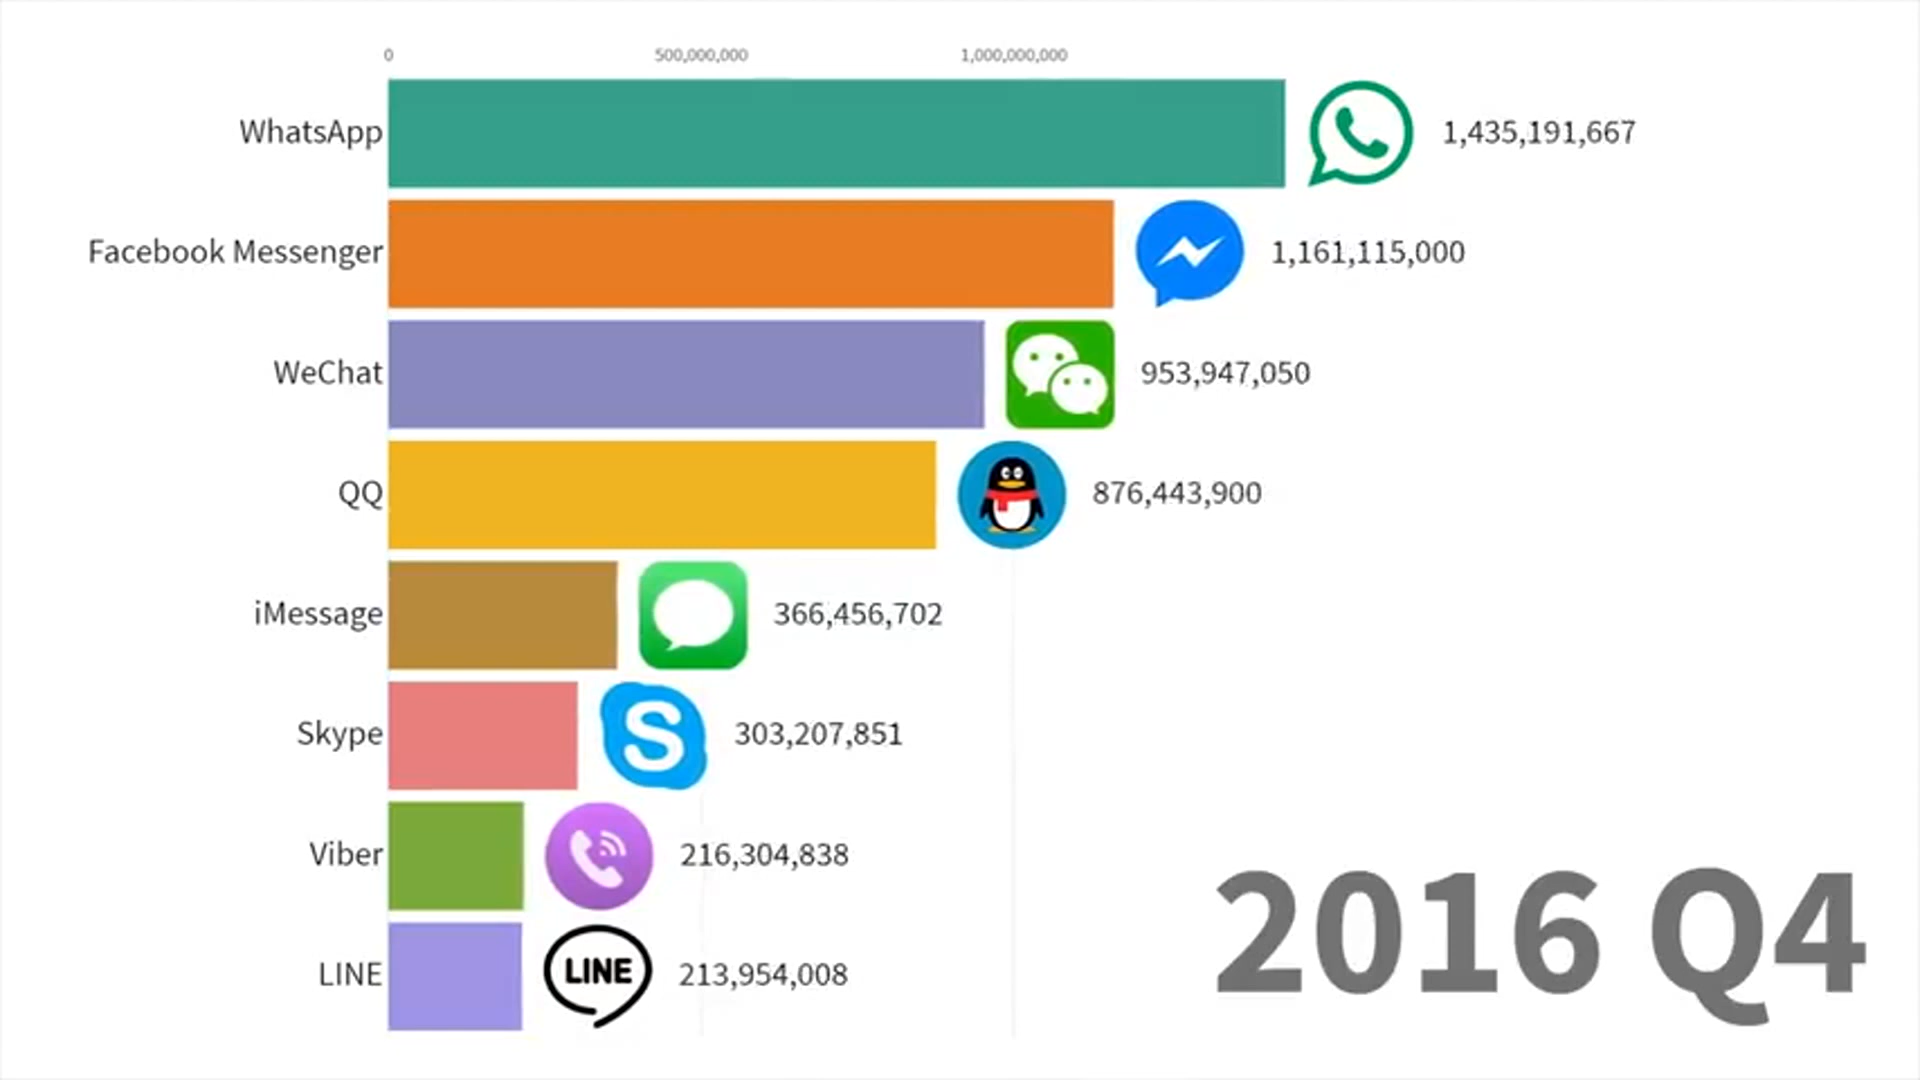 0 500,000,000 1,000,000,000
WhatsApp 1,435,191,667
Facebook Messenger 1,161,115,000
WeChat 953,947,050
QQ 876,443,900
iMessage 366,456,702
Skype S 303,207,851
Viber 216,304,838
LINE LINE 213,954,008
2016 Q4